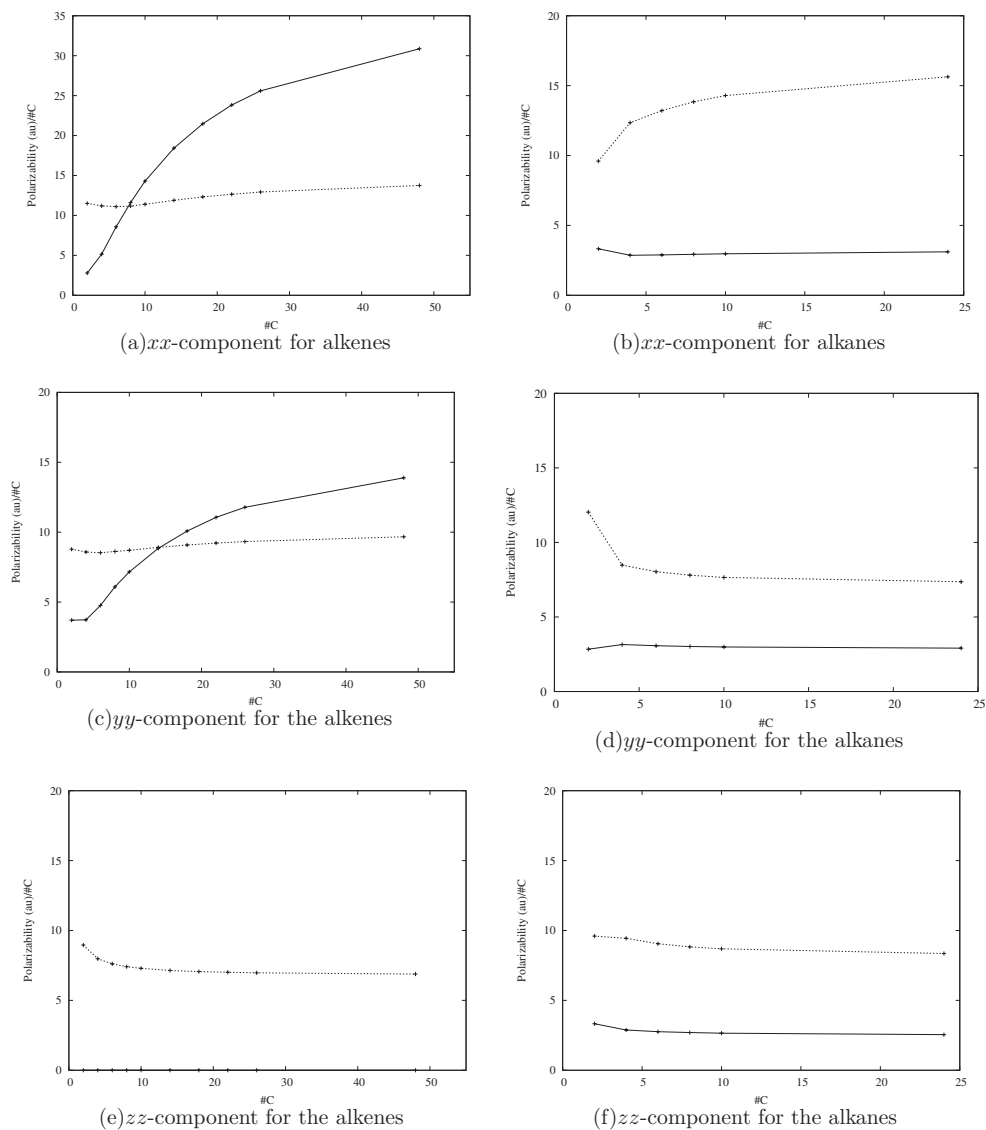 35
30
25
20
15
10
5
0
Polarizability (au)/#C
0 10 20 30 40 50
#C
(a)xx-component for alkenes
20
15
10
5
0
Polarizability (au)/#C
0 5 10 15 20 25
#C
(b)xx-component for alkanes
20
15
10
5
0
Polarizability (au)/#C
0 10 20 30 40 50
#C
(c)yy-component for the alkenes
20
15
10
5
0
Polarizability (au)/#C
0 5 10 15 20 25
#C
(d)yy-component for the alkanes
20
15
10
5
0
Polarizability (au)/#C
0 10 20 30 40 50
#C
(e)zz-component for the alkenes
20
15
10
5
0
Polarizability (au)/#C
0 5 10 15 20 25
#C
(f)zz-component for the alkanes